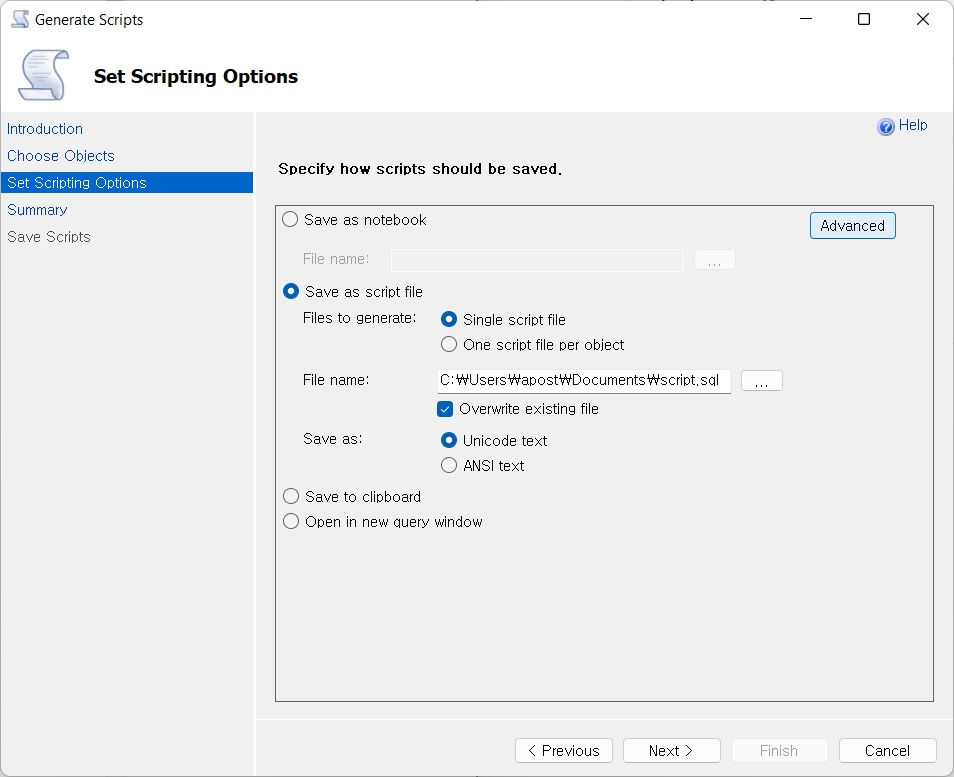 Generate Scripts
Set Scripting Options
Introduction
Choose Objects
Set Scripting Options
Summary
Save Scripts
Help
Specify how scripts should be saved.
Save as notebook
Advanced
File name:
...
Save as script file
Files to generate:
Single script file
One script file per object
File name:
C:₩Users₩apost₩Documents₩script.sql
...
Overwrite existing file
Save as:
Unicode text
ANSI text
Save to clipboard
Open in new query window
< Previous
Next >
Finish
Cancel